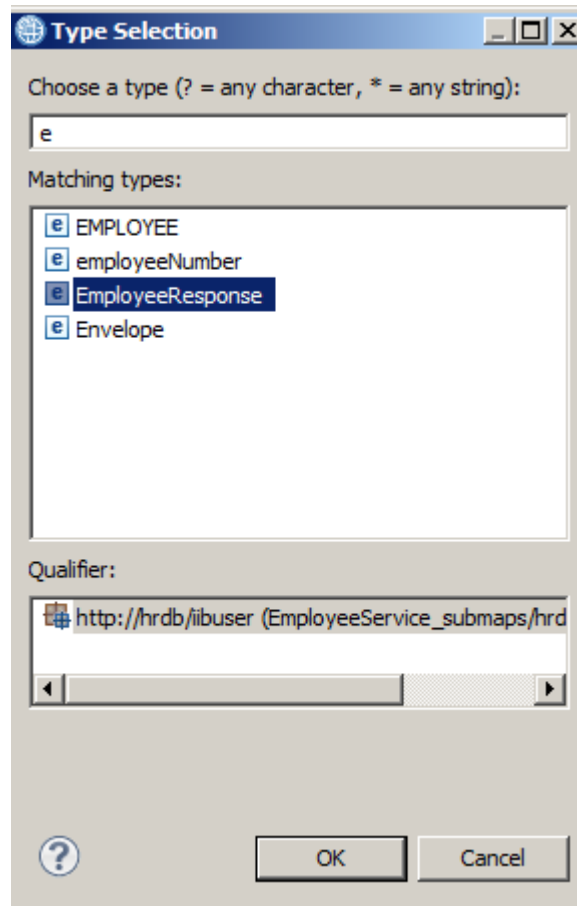 Type Selection
Choose a type (? = any character, * = any string):
e
Matching types:
e EMPLOYEE
e employeeNumber
e EmployeeResponse
e Envelope
Qualifier:
http://hrdb/iibuser (EmployeeService_submaps/hrd
?
OK
Cancel